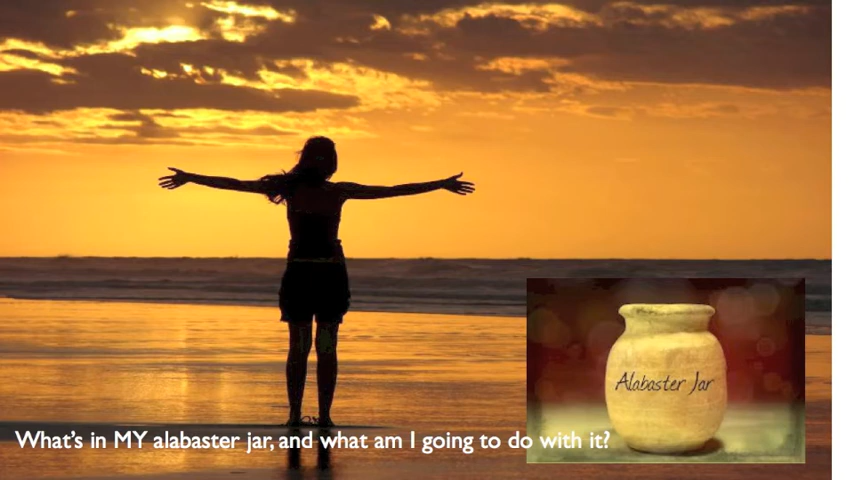 Alabaster Jar
What's in MY alabaster jar, and what am I going to do with it?